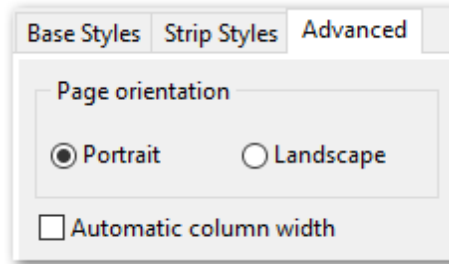 Base Styles Strip Styles Advanced
Page orientation
Portrait Landscape
Automatic column width